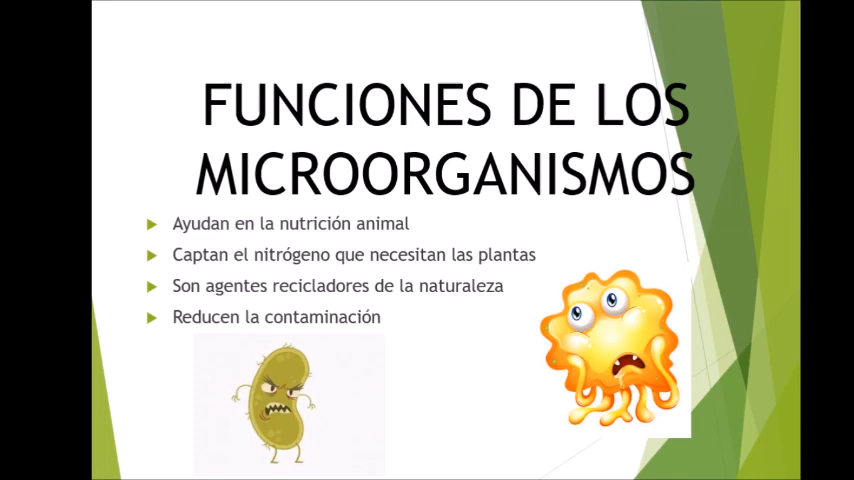 FUNCIONES DE LOS
MICROORGANISMOS
Ayudan en la nutrición animal
Captan el nitrógeno que necesitan las plantas
Son agentes recicladores de la naturaleza
Reducen la contaminación